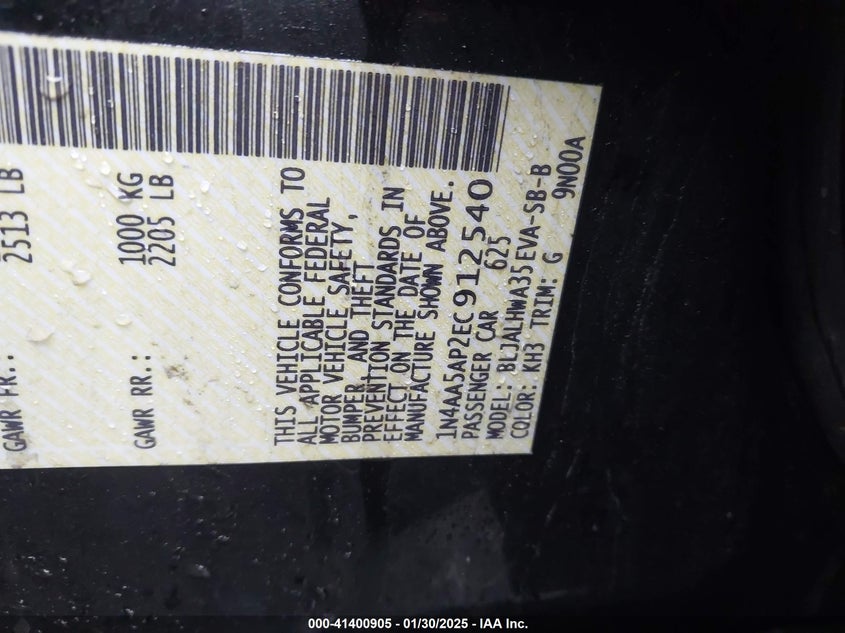 GAWR FR.: 2513 LB
GAWR RR.: 1000 KG
2205 LB
THIS VEHICLE CONFORMS TO
ALL APPLICABLE FEDERAL
MOTOR VEHICLE SAFETY,
BUMPER, AND THEFT
PREVENTION STANDARDS IN
EFFECT ON THE DATE OF
MANUFACTURE SHOWN ABOVE.
1N4AA5AP2EC912540
PASSENGER CAR 625
MODEL: BLJALHWA35EVA-SB-B
COLOR: KH3 TRIM: G 9N00A
000-41400905 - 01/30/2025 - IAA Inc.